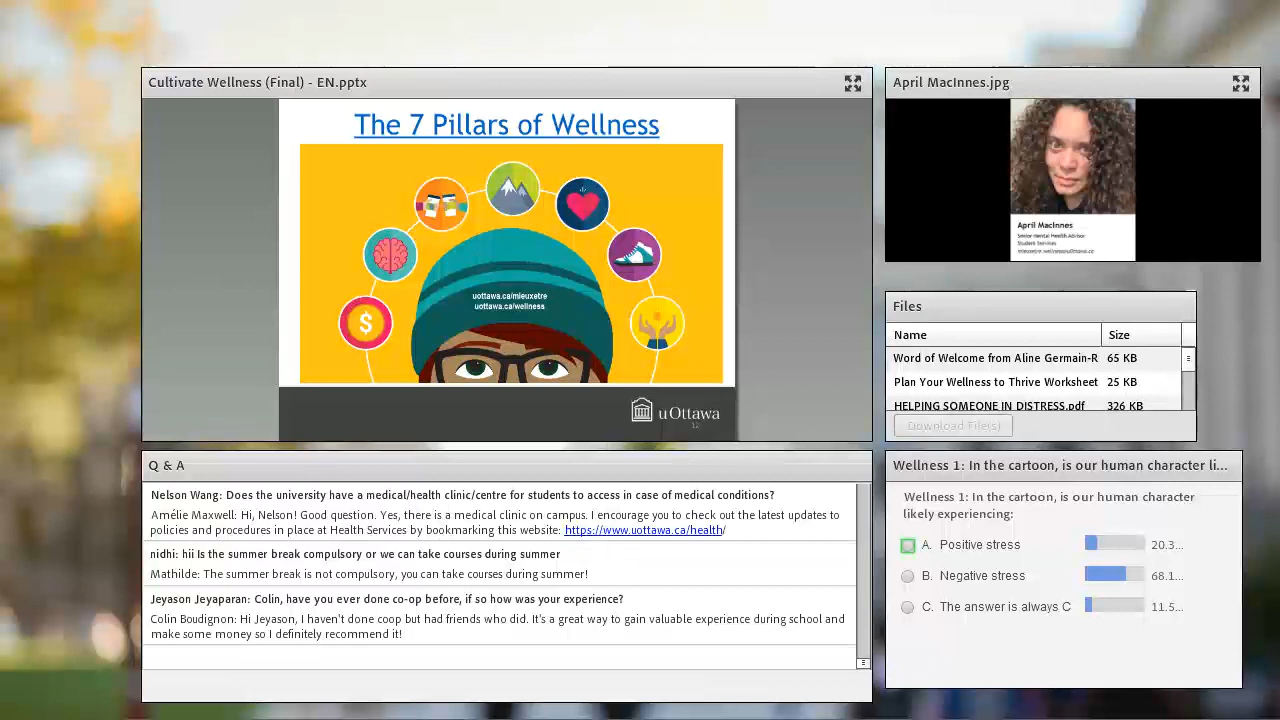 Cultivate Wellness (Final) - EN.pptx
The 7 Pillars of Wellness
$
uottawa.ca/mieuxetre
uottawa.ca/wellness
uOttawa
12
April MacInnes.jpg
April MacInnes
Senior Mental Health Advisor
Student Services
mieuxetre.wellness@uOttawa.ca
Files
Name Size
Word of Welcome from Aline Germain-R 65 KB
Plan Your Wellness to Thrive Worksheet 25 KB
HELPING SOMEONE IN DISTRESS.pdf 326 KB
Download File(s)
Q & A
Nelson Wang: Does the university have a medical/health clinic/centre for students to access in case of medical conditions?
Amélie Maxwell: Hi, Nelson! Good question. Yes, there is a medical clinic on campus. I encourage you to check out the latest updates to
policies and procedures in place at Health Services by bookmarking this website: https://www.uottawa.ca/health/
nidhi: hii Is the summer break compulsory or we can take courses during summer
Mathilde: The summer break is not compulsory, you can take courses during summer!
Jeyason Jeyaparan: Colin, have you ever done co-op before, if so how was your experience?
Colin Boudignon: Hi Jeyason, I haven't done coop but had friends who did. It's a great way to gain valuable experience during school and
make some money so I definitely recommend it!
Wellness 1: In the cartoon, is our human character li...
Wellness 1: In the cartoon, is our human character
likely experiencing:
A. Positive stress 20.3...
B. Negative stress 68.1...
C. The answer is always C 11.5...